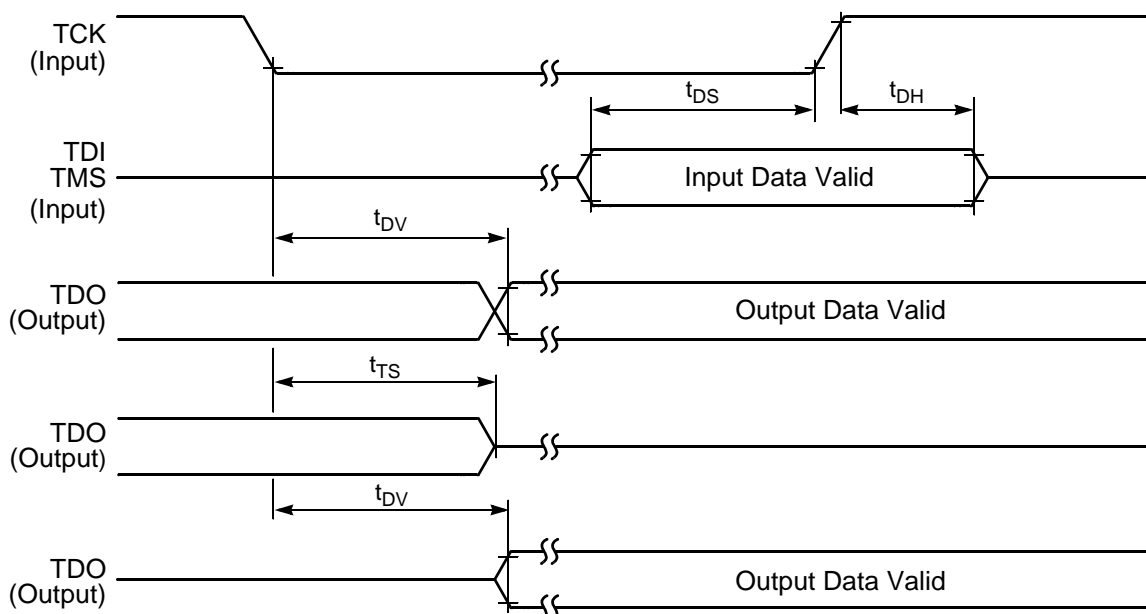 TCK
(Input)
tDS
tDH
TDI
TMS
(Input)
Input Data Valid
tDV
TDO
(Output)
Output Data Valid
tTS
TDO
(Output)
tDV
TDO
(Output)
Output Data Valid